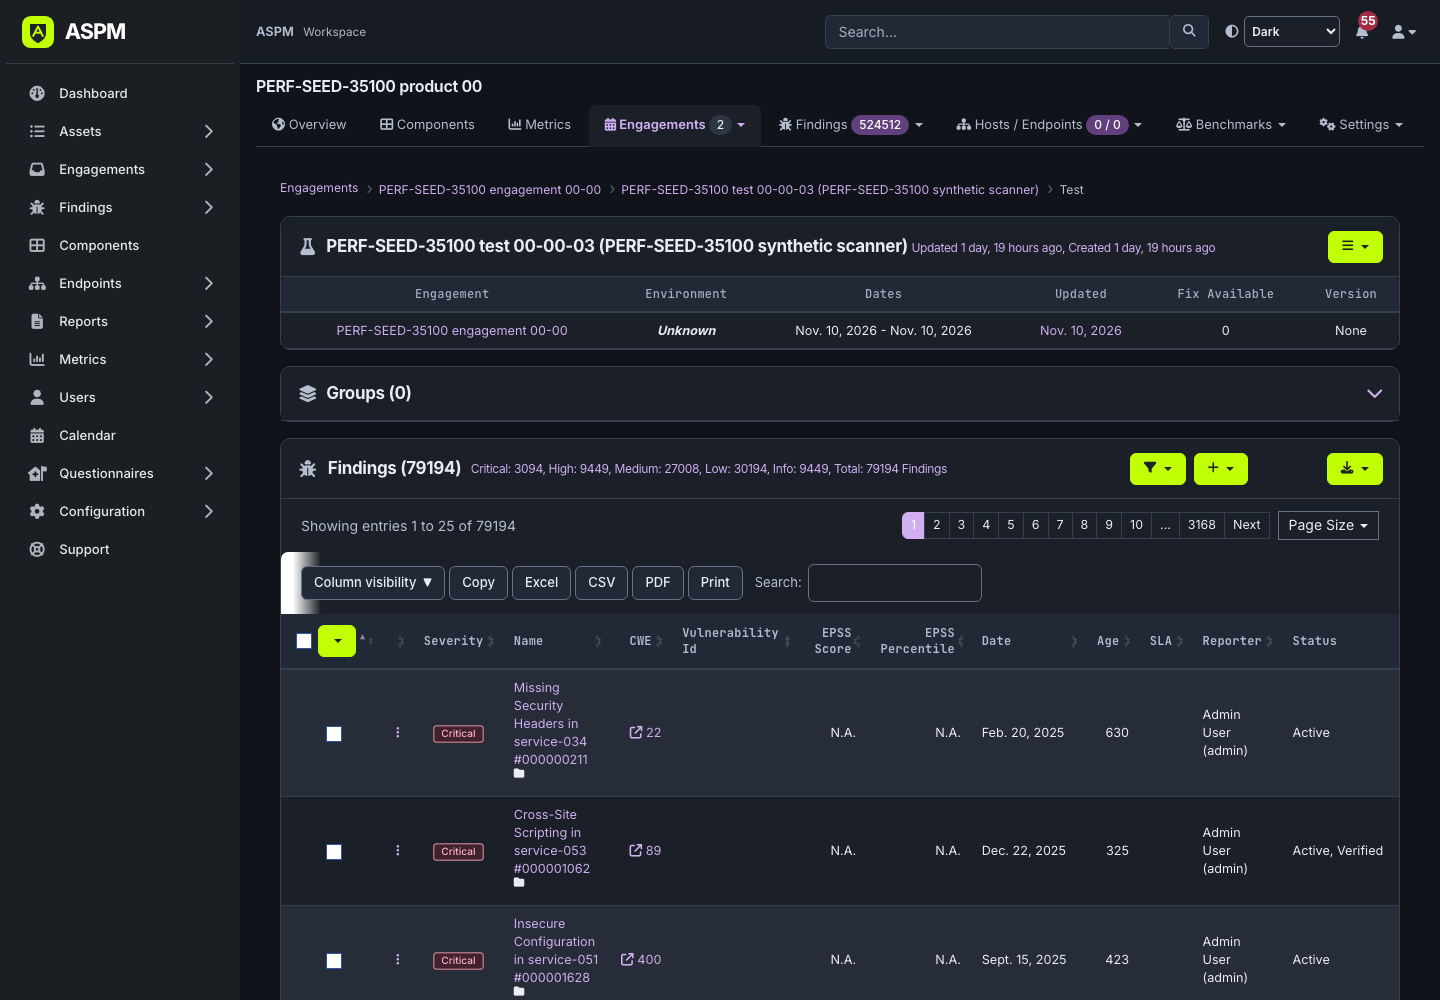 ASPM
ASPM Workspace
Search...
Dark
55
Dashboard
Assets
Engagements
Findings
Components
Endpoints
Reports
Metrics
Users
Calendar
Questionnaires
Configuration
Support
PERF-SEED-35100 product 00
Overview Components Metrics Engagements 2 Findings 524512 Hosts / Endpoints 0 / 0 Benchmarks Settings
Engagements PERF-SEED-35100 engagement 00-00 PERF-SEED-35100 test 00-00-03 (PERF-SEED-35100 synthetic scanner) Test
PERF-SEED-35100 test 00-00-03 (PERF-SEED-35100 synthetic scanner) Updated 1 day, 19 hours ago, Created 1 day, 19 hours ago
Engagement Environment Dates Updated Fix Available Version
PERF-SEED-35100 engagement 00-00 Unknown Nov. 10, 2026 - Nov. 10, 2026 Nov. 10, 2026 0 None
Groups (0)
Findings (79194) Critical: 3094, High: 9449, Medium: 27008, Low: 30194, Info: 9449, Total: 79194 Findings
Showing entries 1 to 25 of 79194
1 2 3 4 5 6 7 8 9 10 ... 3168 Next Page Size
Column visibility ▼ Copy Excel CSV PDF Print Search:
Severity Name CWE Vulnerability Id EPSS Score EPSS Percentile Date Age SLA Reporter Status
Critical
Missing
Security
Headers in
service-034
#000000211
22 N.A. N.A. Feb. 20, 2025 630
Admin
User
(admin)
Active
Critical
Cross-Site
Scripting in
service-053
#000001062
89 N.A. N.A. Dec. 22, 2025 325
Admin
User
(admin)
Active, Verified
Critical
Insecure
Configuration
in service-051
#000001628
400 N.A. N.A. Sept. 15, 2025 423
Admin
User
(admin)
Active